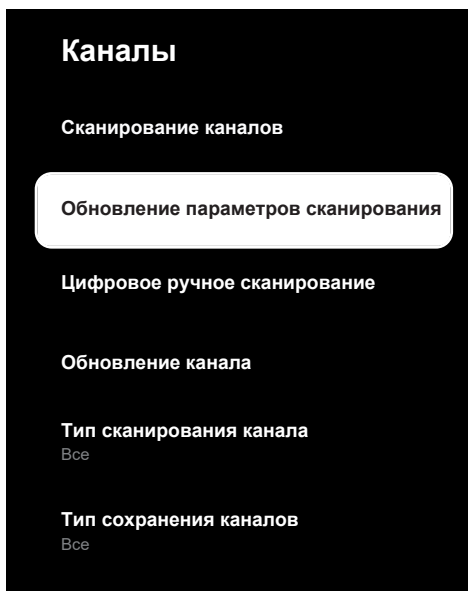 Каналы
Сканирование каналов
Обновление параметров сканирования
Цифровое ручное сканирование
Обновление канала
Тип сканирования канала
Все
Тип сохранения каналов
Все